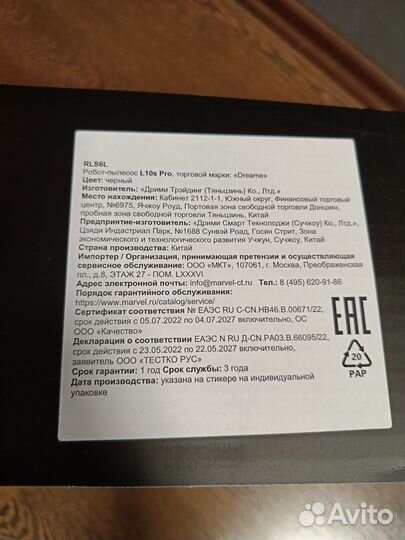 RLS6L
Робот-пылесос L10s Pro, торговой марки: «Dreame»
Цвет: черный
Изготовитель: «Дрими Трэйдинг (Тяньцзинь) Ко., Лтд.»
Место нахождения: Кабинет 2112-1-1, Южный округ, Финансовый торговый
центр, №6975, Ячжоу Роуд, Портовая зона свободной торговли Донцзян,
пробная зона свободной торговли Тяньцзинь, Китай
Предприятие-изготовитель: «Дрими Смарт Текнолоджи (Сучжоу) Ко., Лтд.»,
Цзяди Индастриал Парк, №1688 Сунвэй Роад, Госян Стрит, Зона
экономического и технологического развития Учжун, Сучжоу, Китай
Страна производства: Китай
Импортер / Организация, принимающая претензии и осуществляющая
сервисное обслуживание: ООО «МКТ», 107061, г. Москва, Преображенская
пл., д.8, ЭТАЖ 27 - ПОМ. LXXXVI
Адрес электронной почты: info@marvel-ct.ru Тел.: 8 (495) 620-91-86
Порядок гарантийного обслуживания:
https://www.marvel.ru/catalog/service/
Сертификат соответствия № ЕАЭС RU C-CN.HB46.B.00671/22,
срок действия с 5.07.2022 по 04.07.2027 включительно, ОС
ООО «Качество»
Декларация о соответствии ЕАЭС N RU Д-CN.PA03.B.66095/22,
срок действия с 23.05.2022 по 22.05.2027 включительно,
заявитель ООО "ТЕСТКО РУС"
Срок гарантии: 1 год Срок службы: 3 года
Дата производства: указана на стикере на индивидуальной
упаковке
EAC
20
PAP
Avito